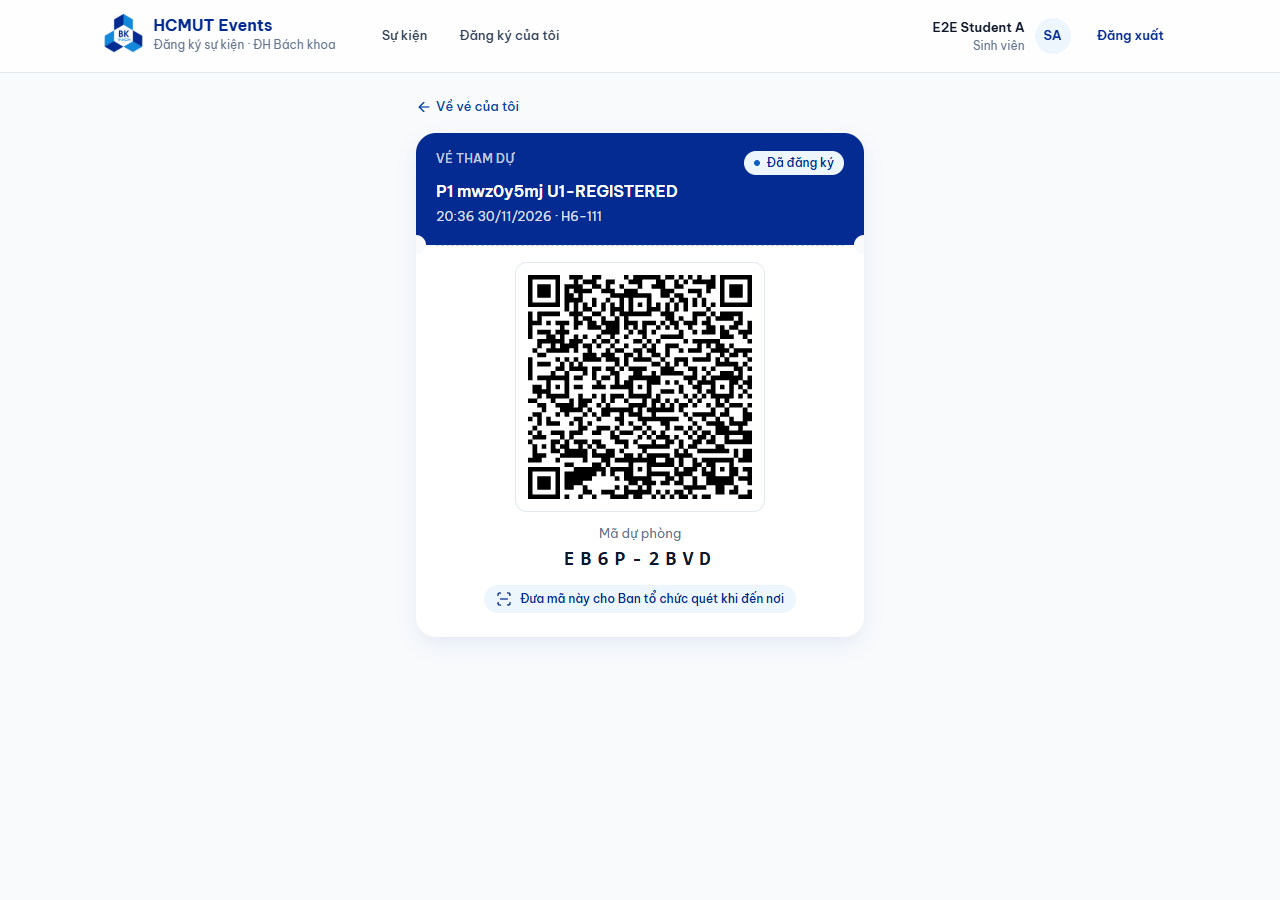 HCMUT Events
Đăng ký sự kiện · ĐH Bách khoa
Sự kiện
Đăng ký của tôi
E2E Student A
Sinh viên
SA
Đăng xuất
BK
Về vé của tôi
VÉ THAM DỰ
Đã đăng ký
P1 mwz0y5mj U1-REGISTERED
20:36 30/11/2026 · H6-111
Mã dự phòng
EB6P-2BVD
Đưa mã này cho Ban tổ chức quét khi đến nơi